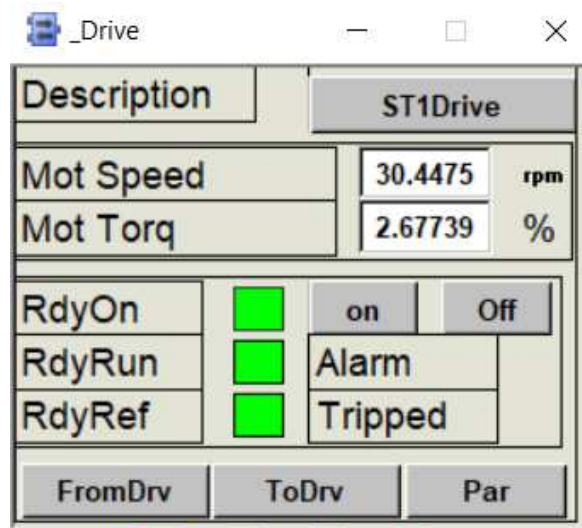 _Drive
Description ST1Drive
Mot Speed 30.4475 rpm
Mot Torq 2.67739 %
RdyOn on Off
RdyRun Alarm
RdyRef Tripped
FromDrv ToDrv Par